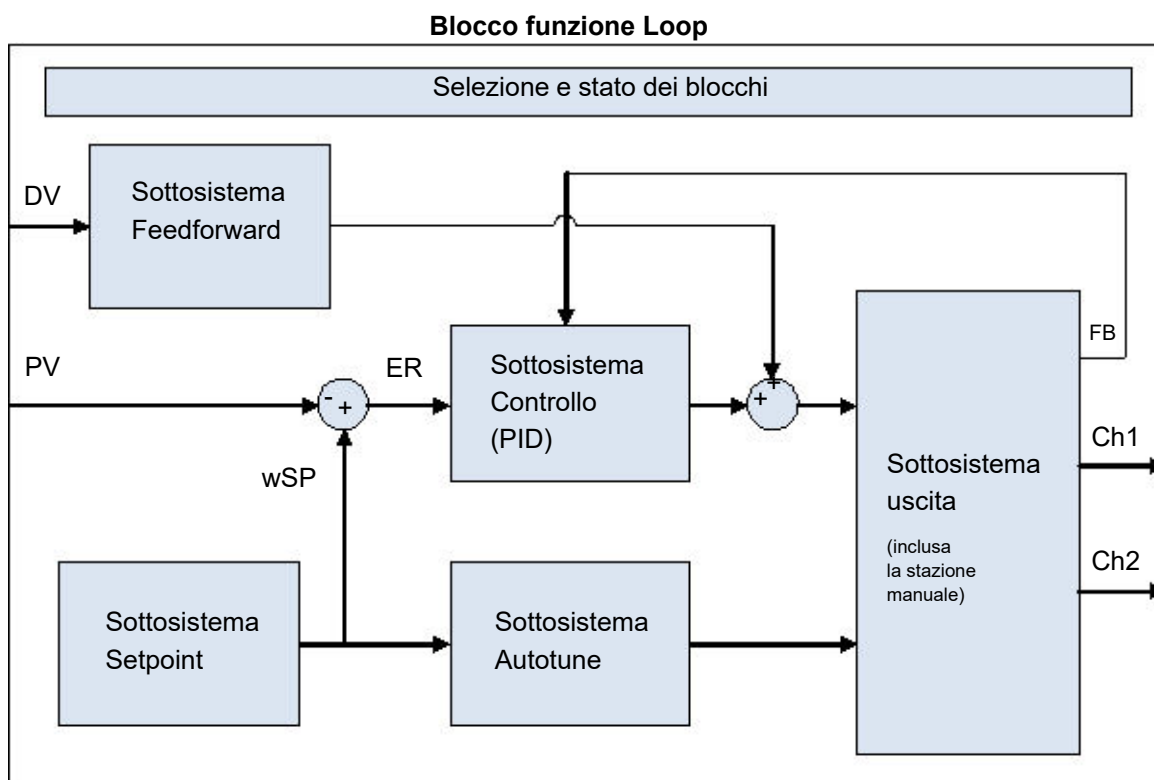 Blocco funzione Loop
Selezione e stato dei blocchi
DV
Sottosistema
Feedforward
FB
PV
ER
Sottosistema
Controllo
(PID)
-
+
+
+
wSP
Ch1
Sottosistema
uscita
(inclusa
la stazione
manuale)
Ch2
Sottosistema
Setpoint
Sottosistema
Autotune